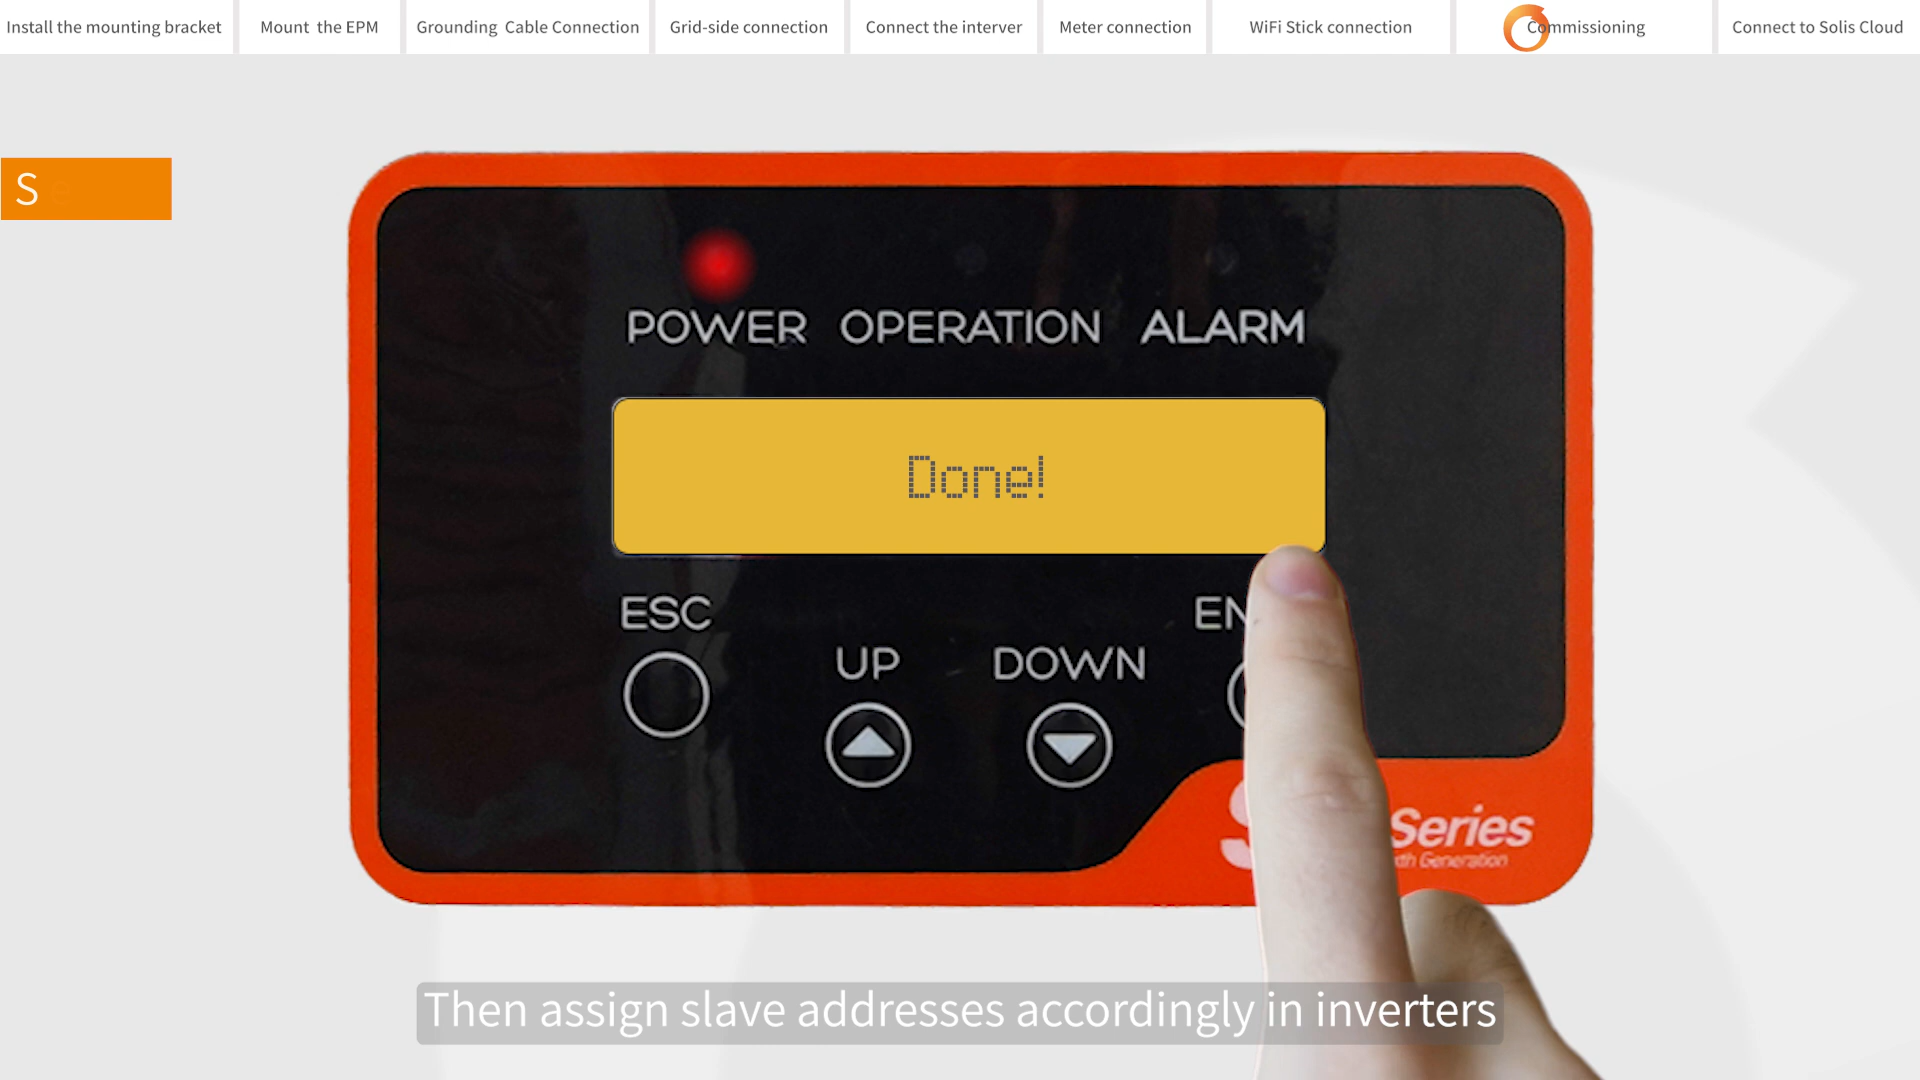 Install the mounting bracket
Mount the EPM
Grounding Cable Connection
Grid-side connection
Connect the interver
Meter connection
WiFi Stick connection
Commissioning
Connect to Solis Cloud
S
POWER OPERATION ALARM
Done!
ESC
UP DOWN
Series
Generation
Then assign slave addresses accordingly in inverters